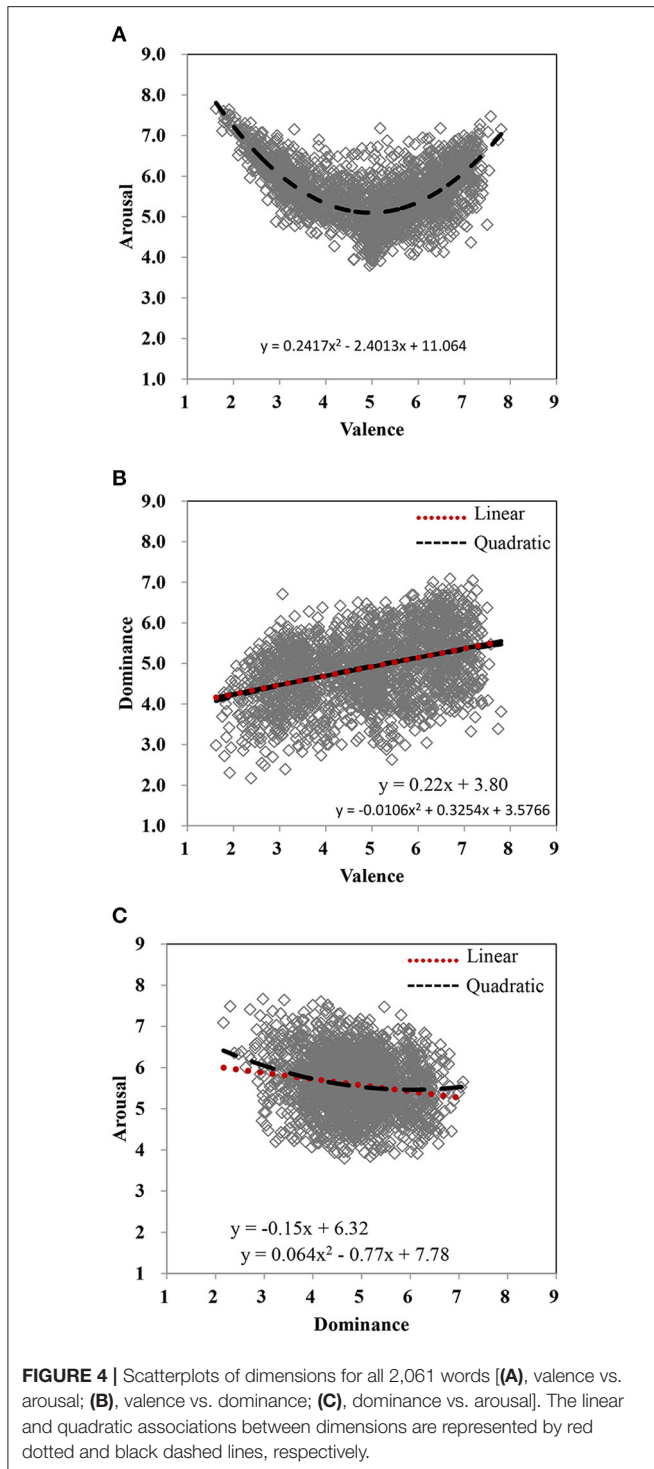 A
9.0
8.0
7.0
6.0
5.0
4.0
3.0
2.0
1.0
Arousal
y = 0.2417x² - 2.4013x + 11.064
1 2 3 4 5 6 7 8 9
Valence
B
9.0
8.0
7.0
6.0
5.0
4.0
3.0
2.0
1.0
Dominance
Linear
Quadratic
y = 0.22x + 3.80
y = -0.0106x² + 0.3254x + 3.5766
1 2 3 4 5 6 7 8 9
Valence
C
9
8
7
6
5
4
3
2
1
Arousal
Linear
Quadratic
y = -0.15x + 6.32
y = 0.064x² - 0.77x + 7.78
1 2 3 4 5 6 7 8 9
Dominance
FIGURE 4 | Scatterplots of dimensions for all 2,061 words [(A), valence vs.
arousal; (B), valence vs. dominance; (C), dominance vs. arousal]. The linear
and quadratic associations between dimensions are represented by red
dotted and black dashed lines, respectively.